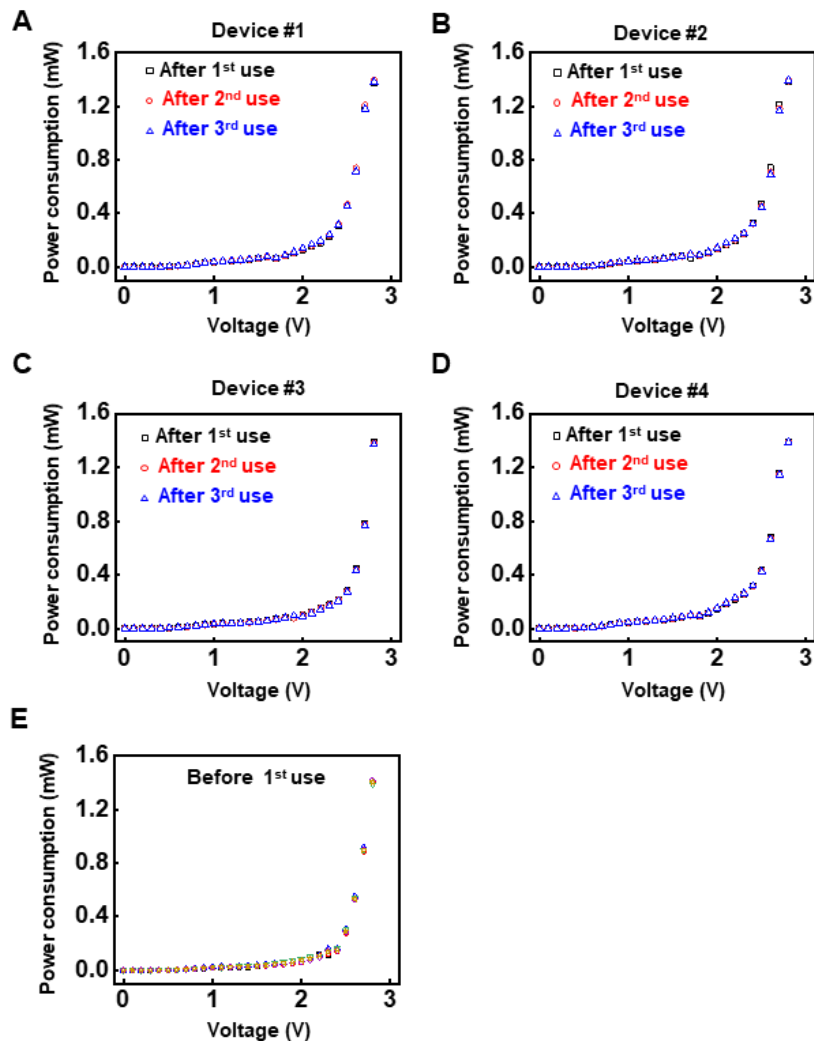 A
Device #1
Power consumption (mW)
1.6
1.2
0.8
0.4
0.0
After 1st use
After 2nd use
After 3rd use
0 1 2 3
Voltage (V)
B
Device #2
Power consumption (mW)
1.6
1.2
0.8
0.4
0.0
After 1st use
After 2nd use
After 3rd use
0 1 2 3
Voltage (V)
C
Device #3
Power consumption (mW)
1.6
1.2
0.8
0.4
0.0
After 1st use
After 2nd use
After 3rd use
0 1 2 3
Voltage (V)
D
Device #4
Power consumption (mW)
1.6
1.2
0.8
0.4
0.0
After 1st use
After 2nd use
After 3rd use
0 1 2 3
Voltage (V)
E
Power consumption (mW)
1.6
1.2
0.8
0.4
0.0
Before 1st use
0 1 2 3
Voltage (V)